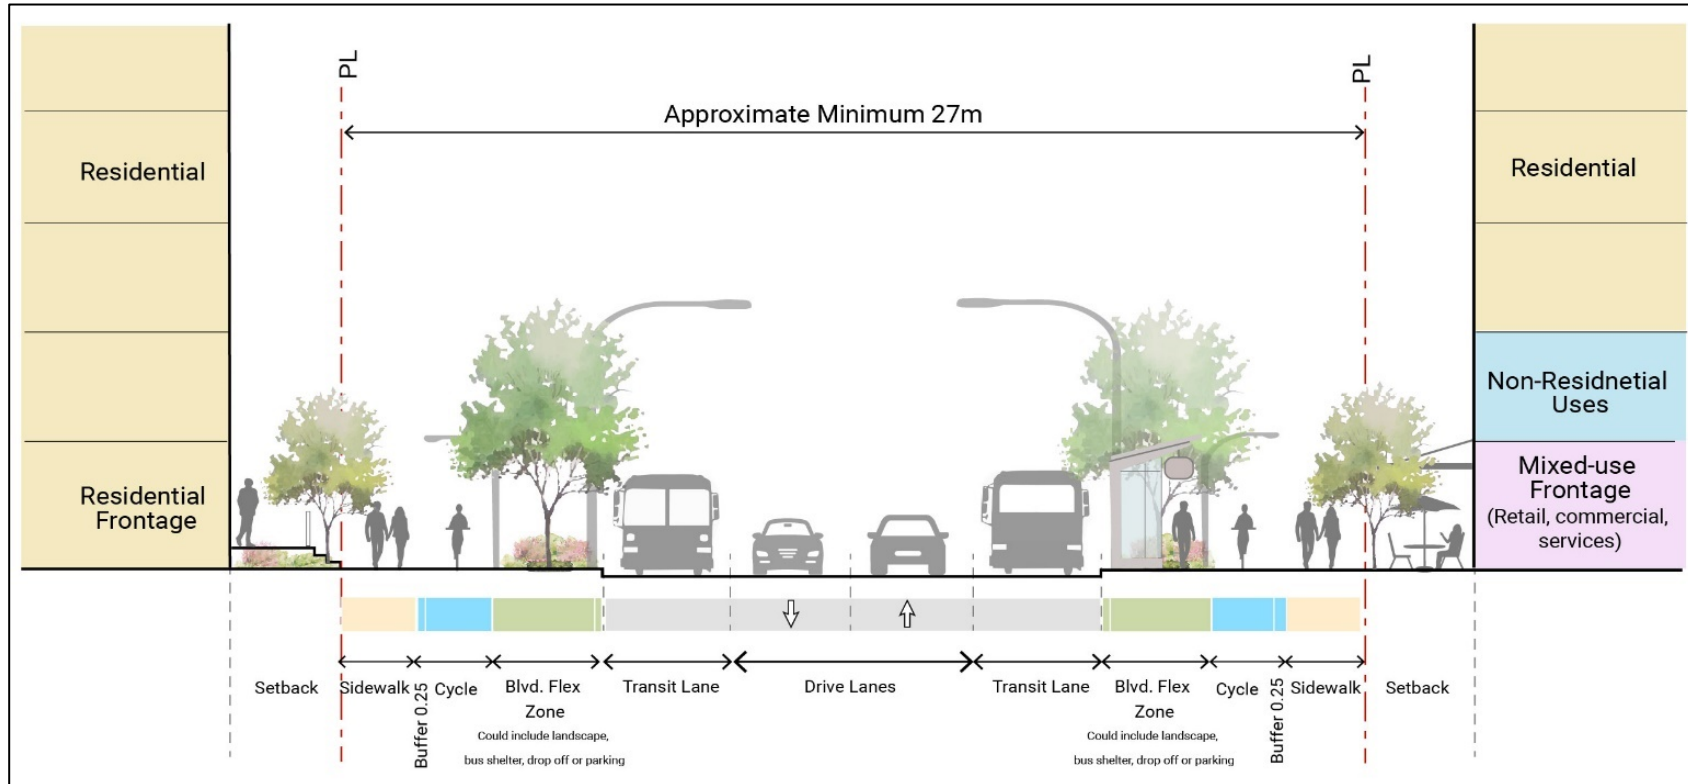 PL
PL
Approximate Minimum 27m
Residential
Residential
Non-Residnetial
Uses
Residential
Frontage
Mixed-use
Frontage
(Retail, commercial,
services)
Setback
Sidewalk
Buffer 0.25
Cycle
Blvd. Flex
Zone
Could include landscape,
bus shelter, drop off or parking
Transit Lane
Drive Lanes
Transit Lane
Blvd. Flex
Zone
Could include landscape,
bus shelter, drop off or parking
Cycle
Buffer 0.25
Sidewalk
Setback